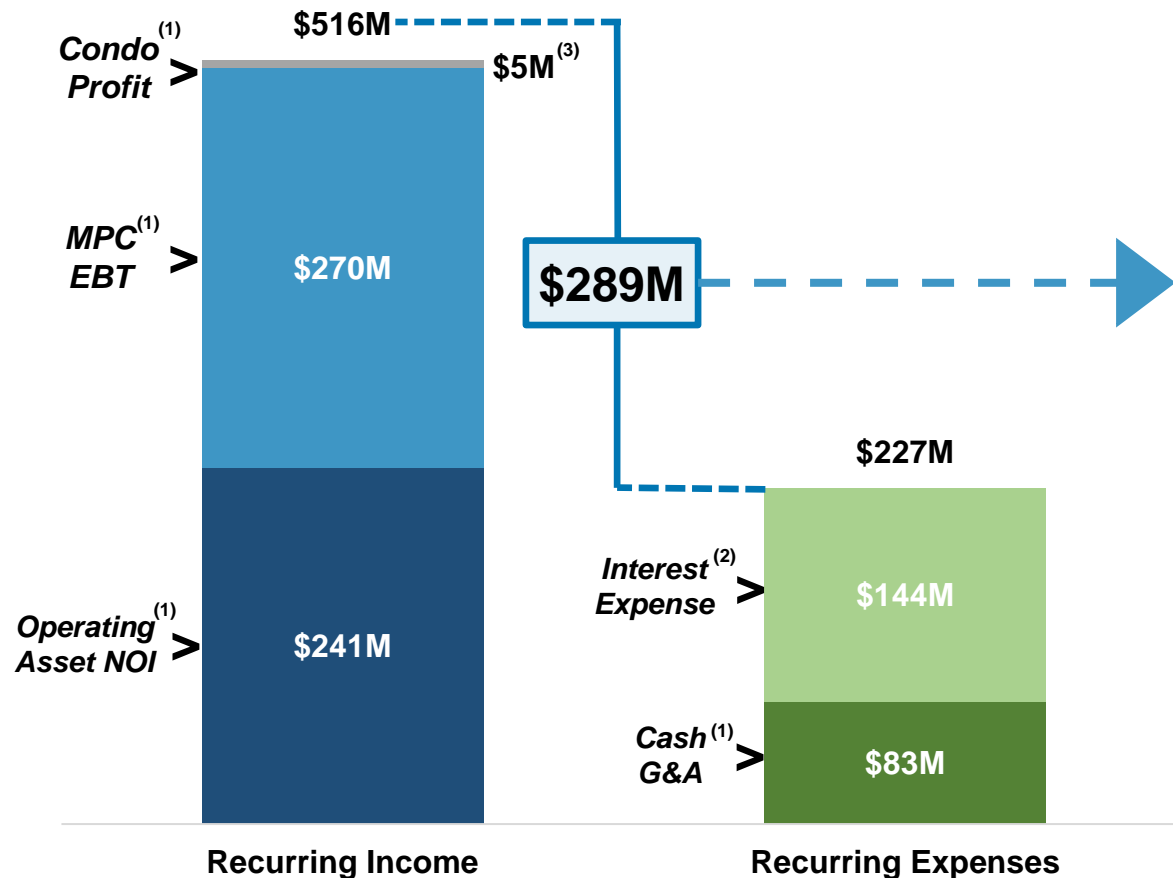 $516M
Condo(1)
Profit
>
$5M(3)
MPC(1)
EBT
>
$270M
$289M
$227M
Operating(1)
Asset NOI
>
$241M
Interest(2)
Expense
>
$144M
Cash(1)
G&A
>
$83M
Recurring Income
Recurring Expenses